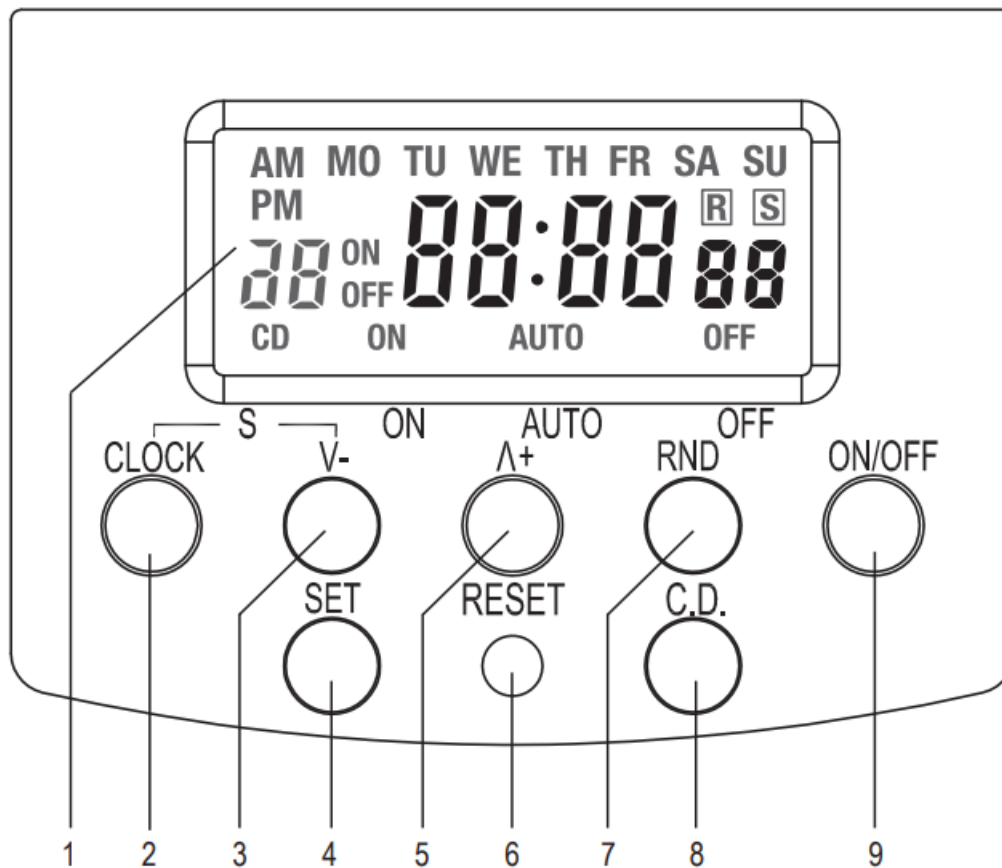 AM MO TU WE TH FR SA SU
PM R S
38 ON 88:88 88
OFF
CD ON AUTO OFF
S ON AUTO OFF
CLOCK V- Λ+ RND ON/OFF
SET RESET C.D.
1 2 3 4 5 6 7 8 9